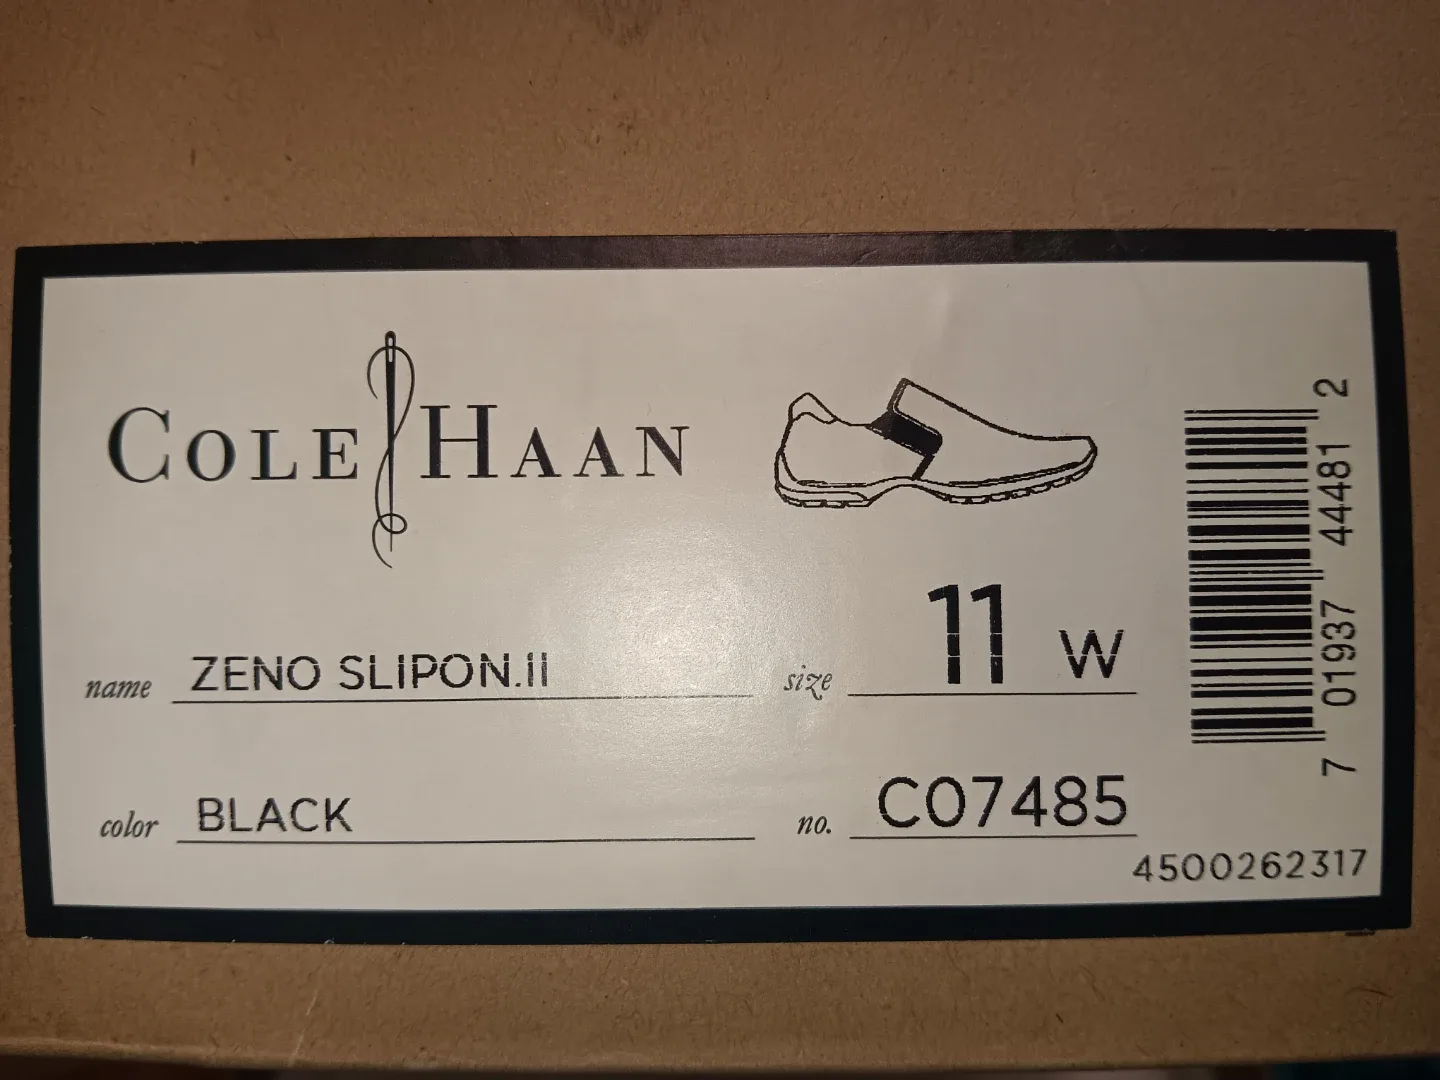 COLE HAAN
name ZENO SLIPON.II
size 11 W
color BLACK
no. C07485
7 01937 44481 2
4500262317